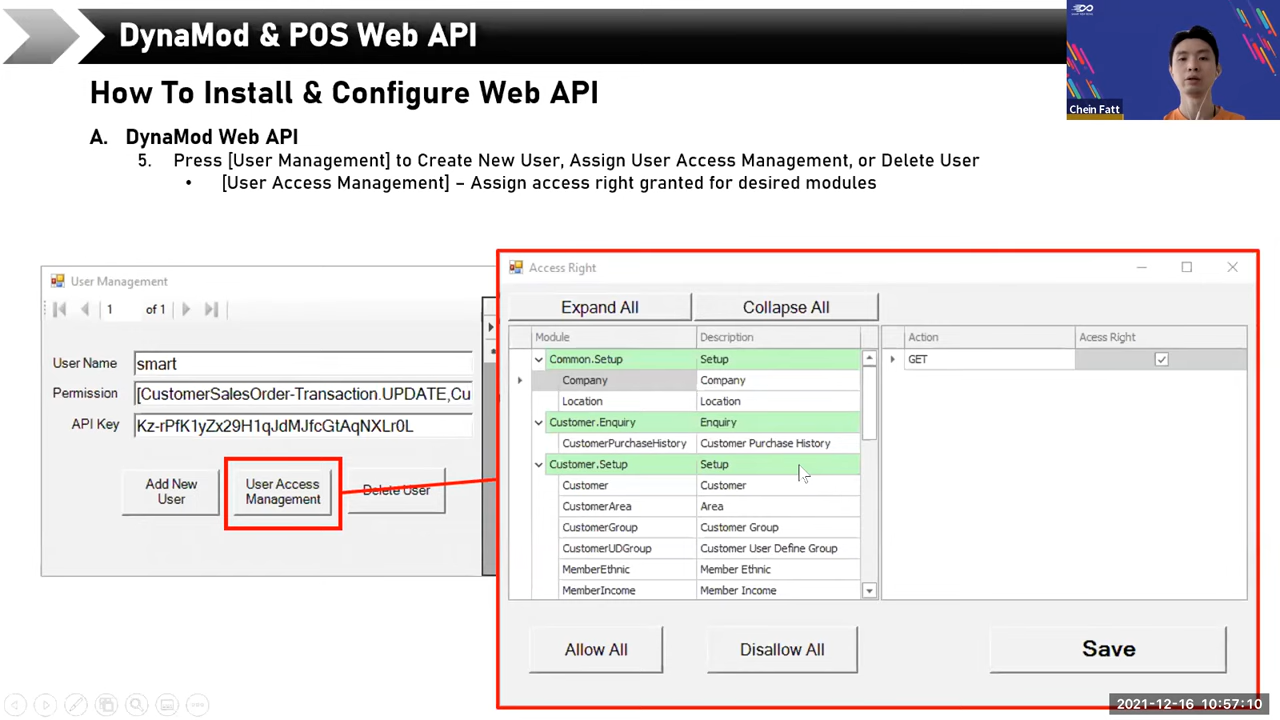 DynaMod & POS Web API
Chein Fatt
How To Install & Configure Web API
A. DynaMod Web API
5. Press [User Management] to Create New User, Assign User Access Management, or Delete User
• [User Access Management] – Assign access right granted for desired modules
User Management
1 of 1
User Name smart
Permission [CustomerSalesOrder-Transaction.UPDATE,Cu
API Key Kz-rPfK1yZx29H1qJdMJfcGtAqNXLr0L
Add New
User
User Access
Management
Delete User
Access Right
Expand All Collapse All
Module Description Action Acess Right
Common.Setup Setup GET
Company Company
Location Location
Customer.Enquiry Enquiry
CustomerPurchaseHistory Customer Purchase History
Customer.Setup Setup
Customer Customer
CustomerArea Area
CustomerGroup Customer Group
CustomerUDGroup Customer User Define Group
MemberEthnic Member Ethnic
MemberIncome Member Income
Allow All Disallow All Save
2021-12-16 10:57:10